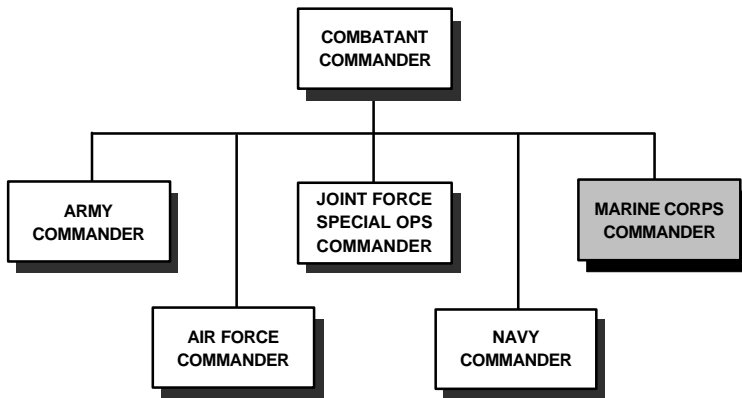 COMBATANT
COMMANDER
ARMY
COMMANDER
JOINT FORCE
SPECIAL OPS
COMMANDER
MARINE CORPS
COMMANDER
AIR FORCE
COMMANDER
NAVY
COMMANDER